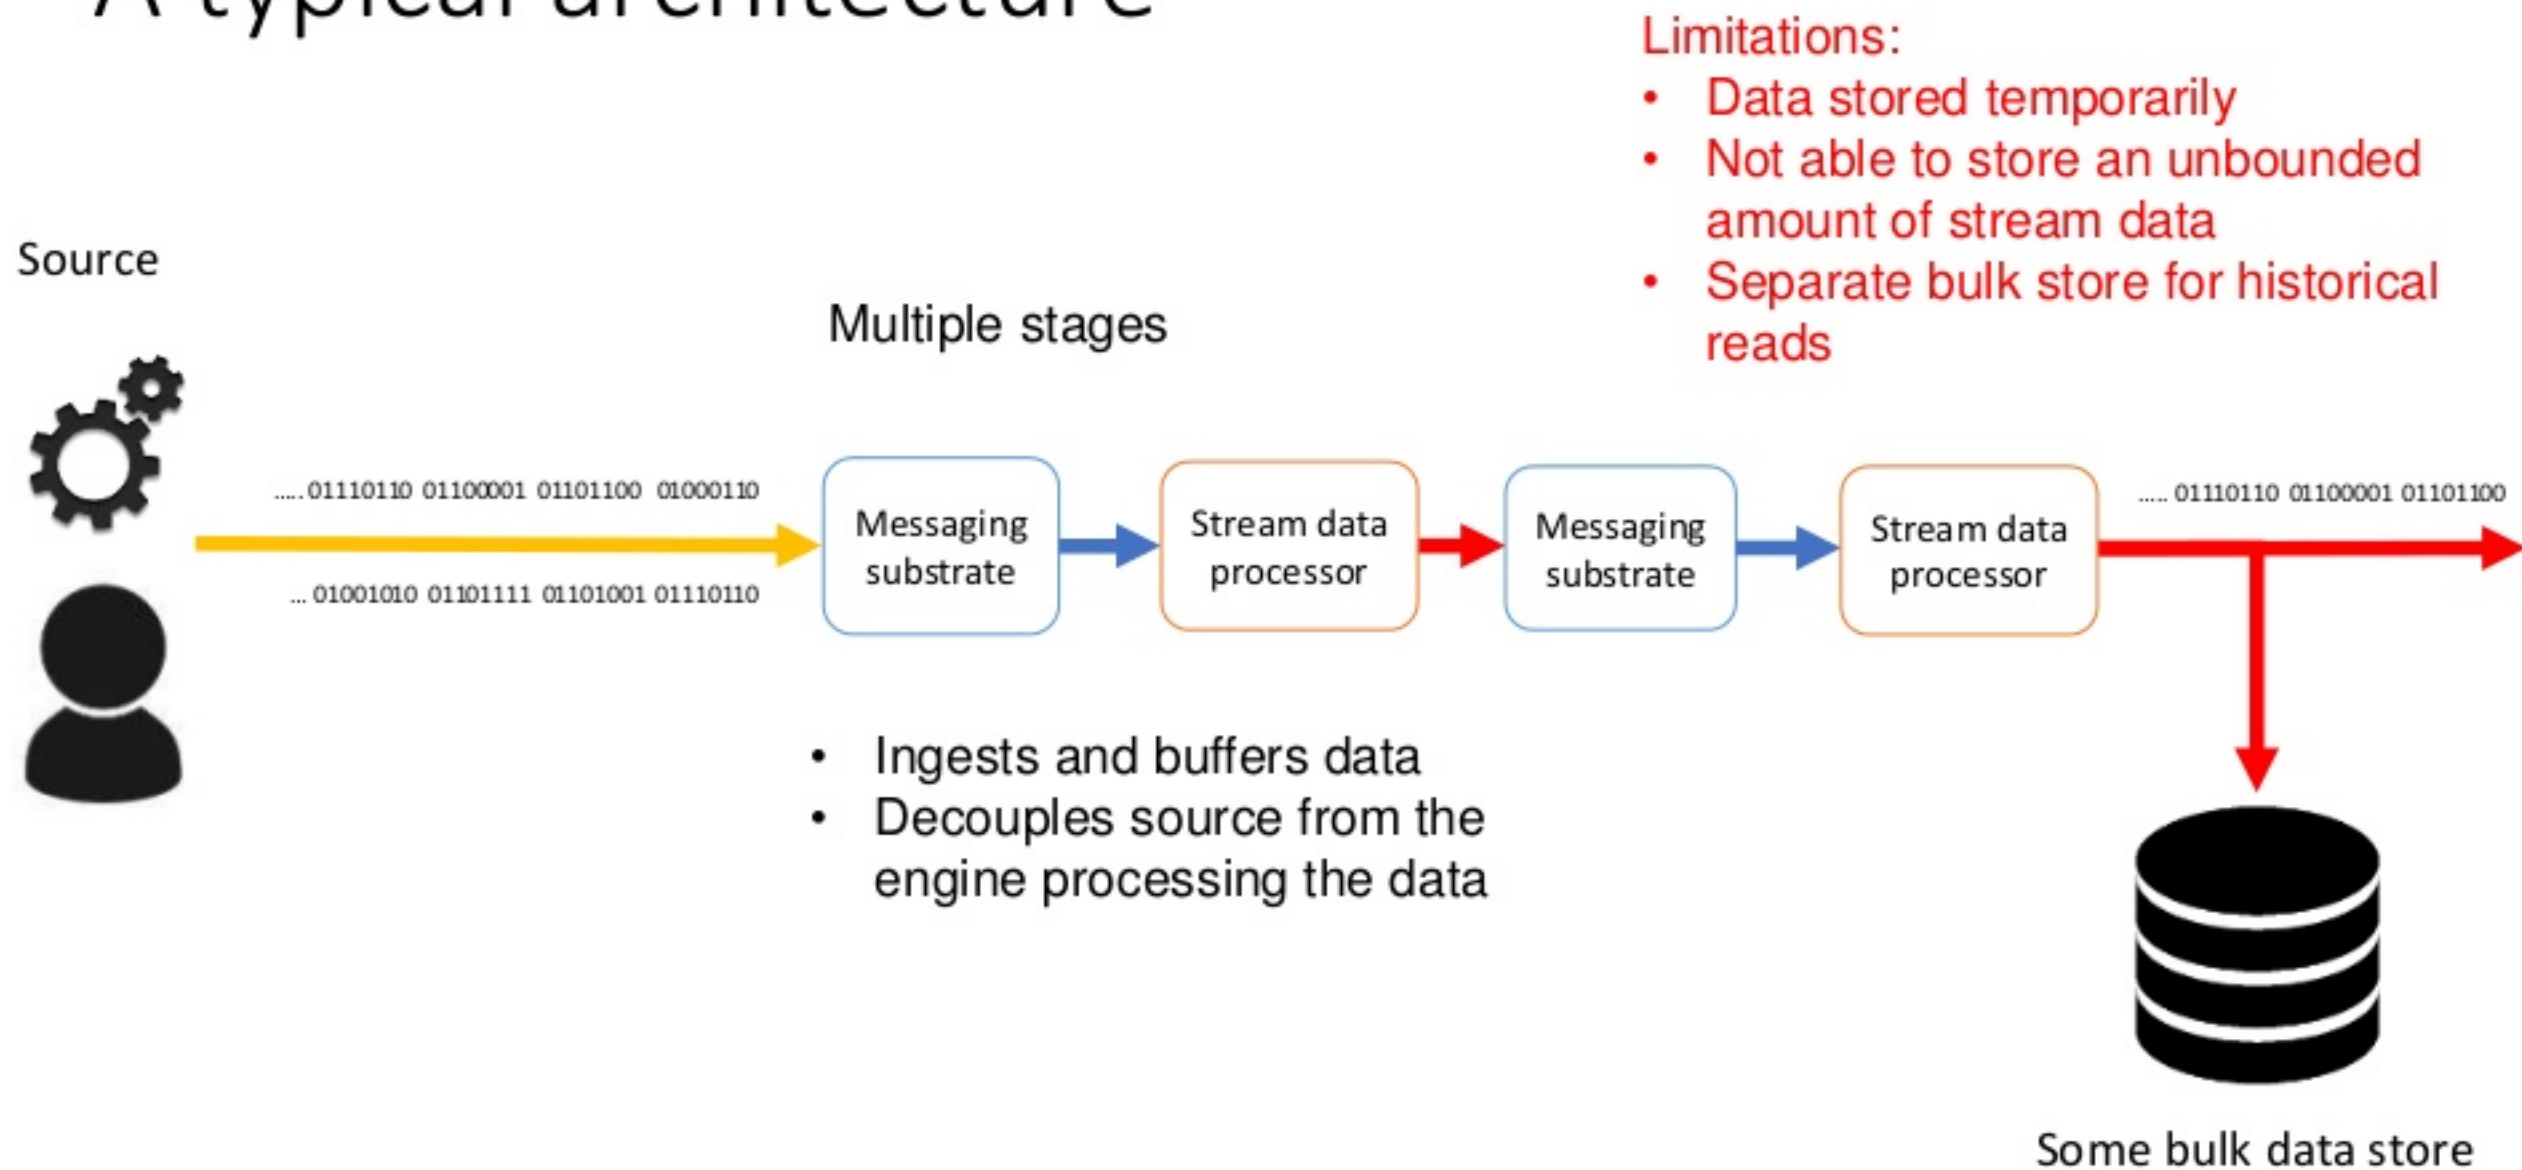 A typical architecture
Limitations:
• Data stored temporarily
• Not able to store an unbounded
amount of stream data
• Separate bulk store for historical
reads
Source
Multiple stages
..... 01110110 01100001 01101100 01000110
... 01001010 01101111 01101001 01110110
Messaging
substrate
Stream data
processor
Messaging
substrate
Stream data
processor
..... 01110110 01100001 01101100
• Ingests and buffers data
• Decouples source from the
engine processing the data
Some bulk data store